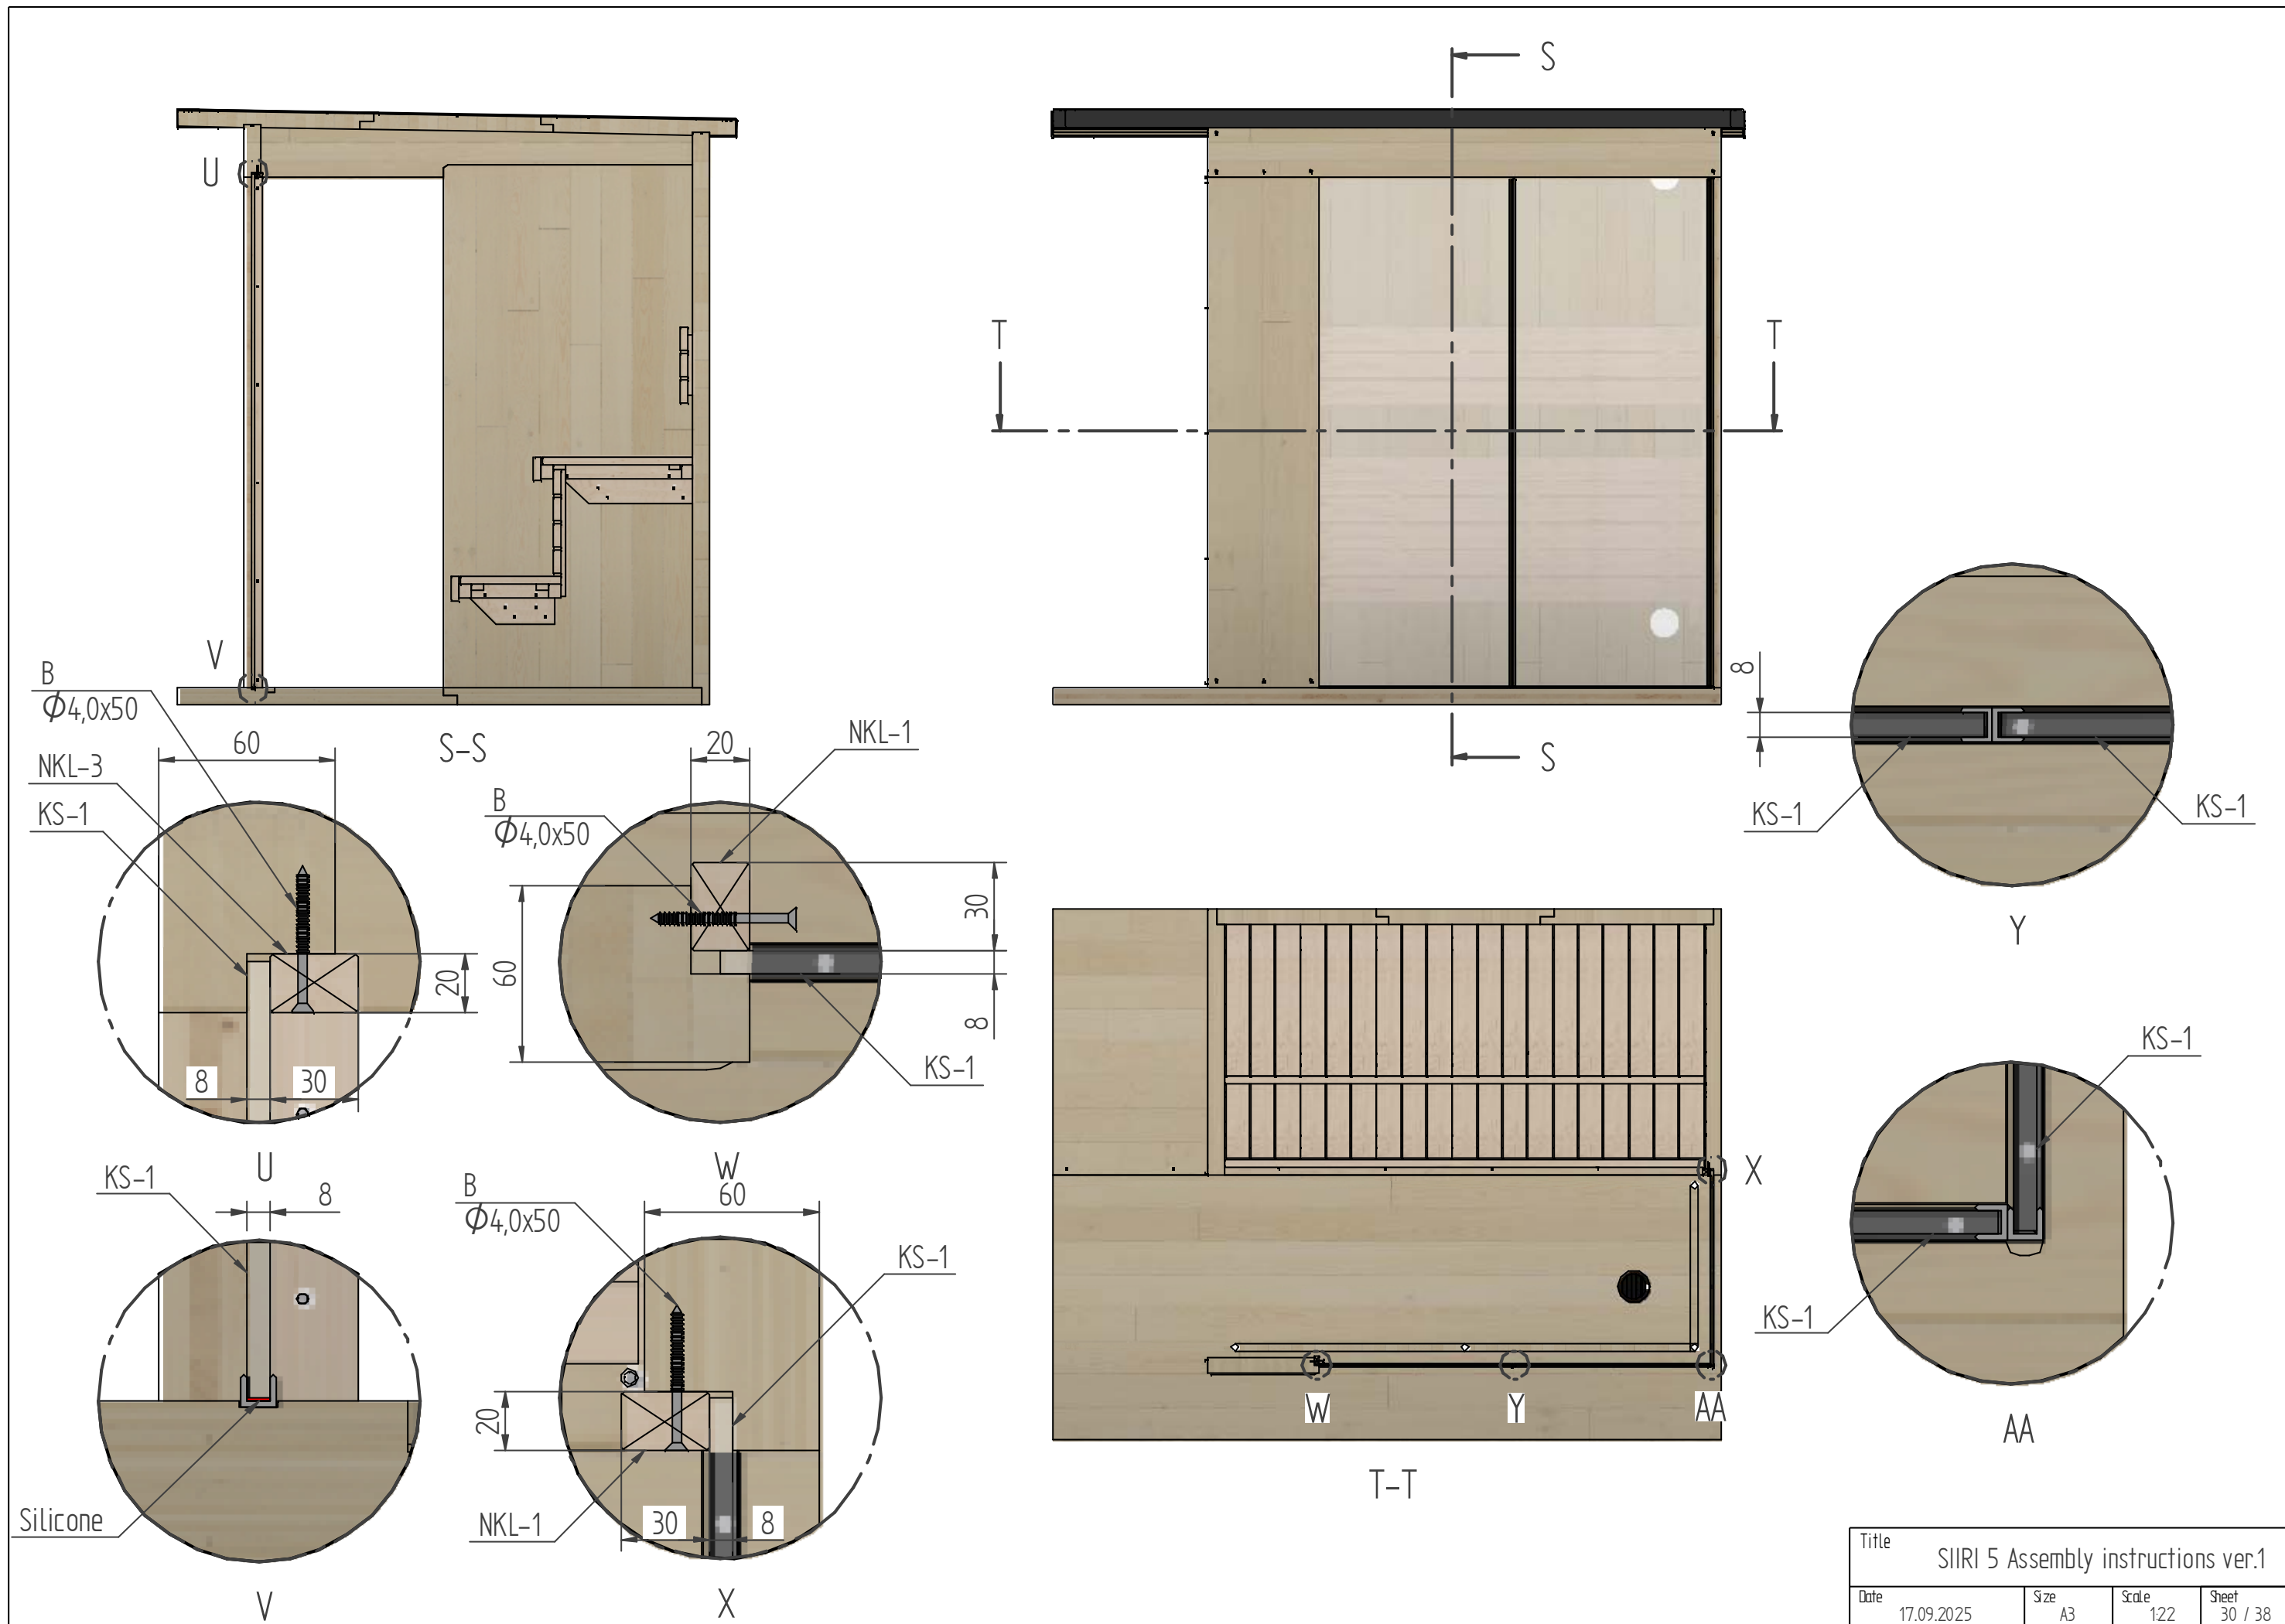 S
U
T
T
V
B
Φ4,0x50
60
S-S
20
NKL-1
S
8
NKL-3
KS-1
B
Φ4,0x50
KS-1
KS-1
30
20
60
8
Y
8
30
KS-1
KS-1
U
W
X
KS-1
8
B
Φ4,0x50
60
KS-1
KS-1
20
W
Y
AA
AA
Silicone
NKL-1
30
8
T-T
V
X
Title
SIIRI 5 Assembly instructions ver.1
Date
Size
Scale
Sheet
17.09.2025
A3
1:22
30 / 38